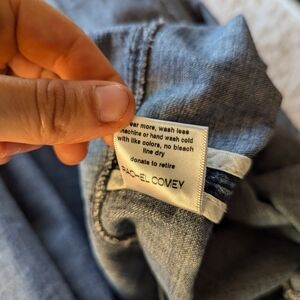 wear more, wash less
machine or hand wash cold
with like colors, no bleach
line dry
donate to retire
RACHEL COMEY